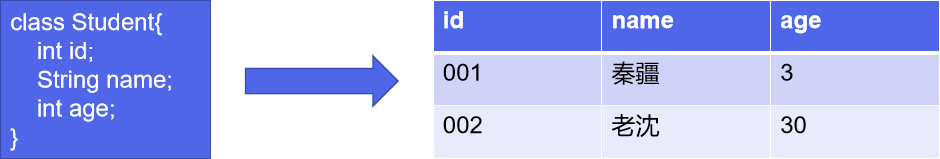 class Student{
int id;
String name;
int age;
}
id name age
001 秦疆 3
002 老沈 30